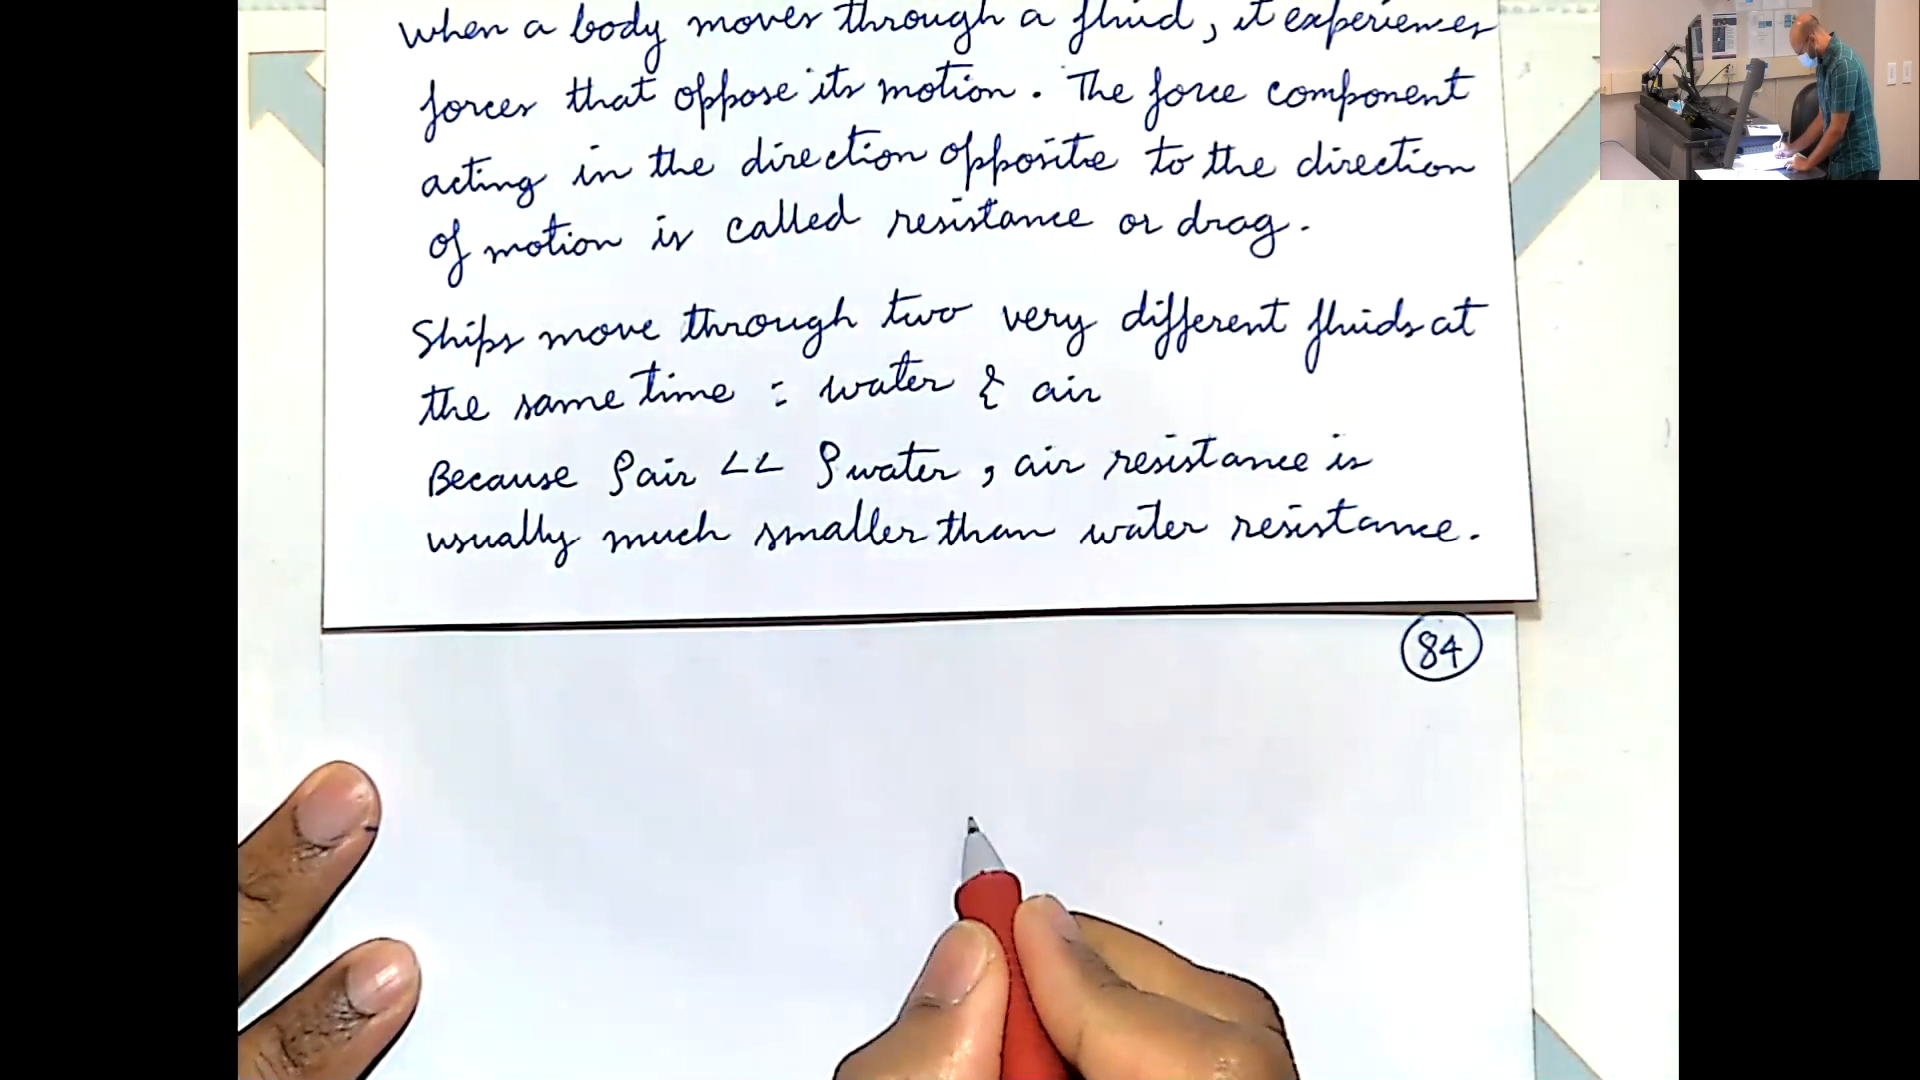 When a body moves through a fluid, it experiences
forces that oppose its motion. The force component
acting in the direction opposite to the direction
of motion is called resistance or drag.
Ships move through two very different fluids at
the same time : water & air
Because ρair << ρwater, air resistance is
usually much smaller than water resistance.
84